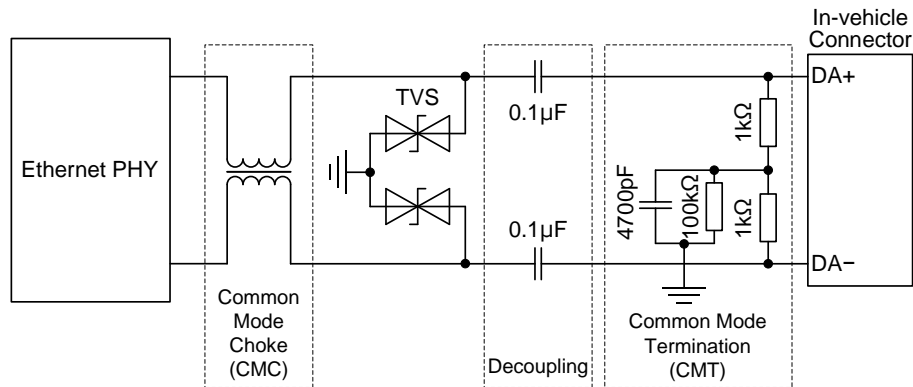 In-vehicle
Connector
Ethernet PHY
TVS
0.1μF
0.1μF
DA+
1kΩ
4700pF
100kΩ
1kΩ
DA−
Common
Mode
Choke
(CMC)
Decoupling
Common Mode
Termination
(CMT)